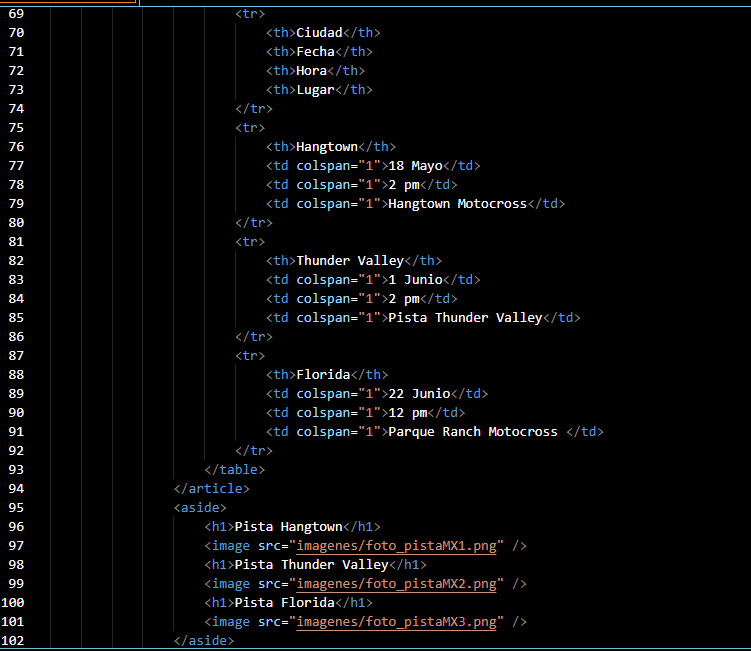 69 <tr>
70 <th>Ciudad</th>
71 <th>Fecha</th>
72 <th>Hora</th>
73 <th>Lugar</th>
74 </tr>
75 <tr>
76 <th>Hangtown</th>
77 <td colspan="1">18 Mayo</td>
78 <td colspan="1">2 pm</td>
79 <td colspan="1">Hangtown Motocross</td>
80 </tr>
81 <tr>
82 <th>Thunder Valley</th>
83 <td colspan="1">1 Junio</td>
84 <td colspan="1">2 pm</td>
85 <td colspan="1">Pista Thunder Valley</td>
86 </tr>
87 <tr>
88 <th>Florida</th>
89 <td colspan="1">22 Junio</td>
90 <td colspan="1">12 pm</td>
91 <td colspan="1">Parque Ranch Motocross </td>
92 </tr>
93 </table>
94 </article>
95 <aside>
96 <h1>Pista Hangtown</h1>
97 <image src="imagenes/foto_pistaMX1.png" />
98 <h1>Pista Thunder Valley</h1>
99 <image src="imagenes/foto_pistaMX2.png" />
100 <h1>Pista Florida</h1>
101 <image src="imagenes/foto_pistaMX3.png" />
102 </aside>